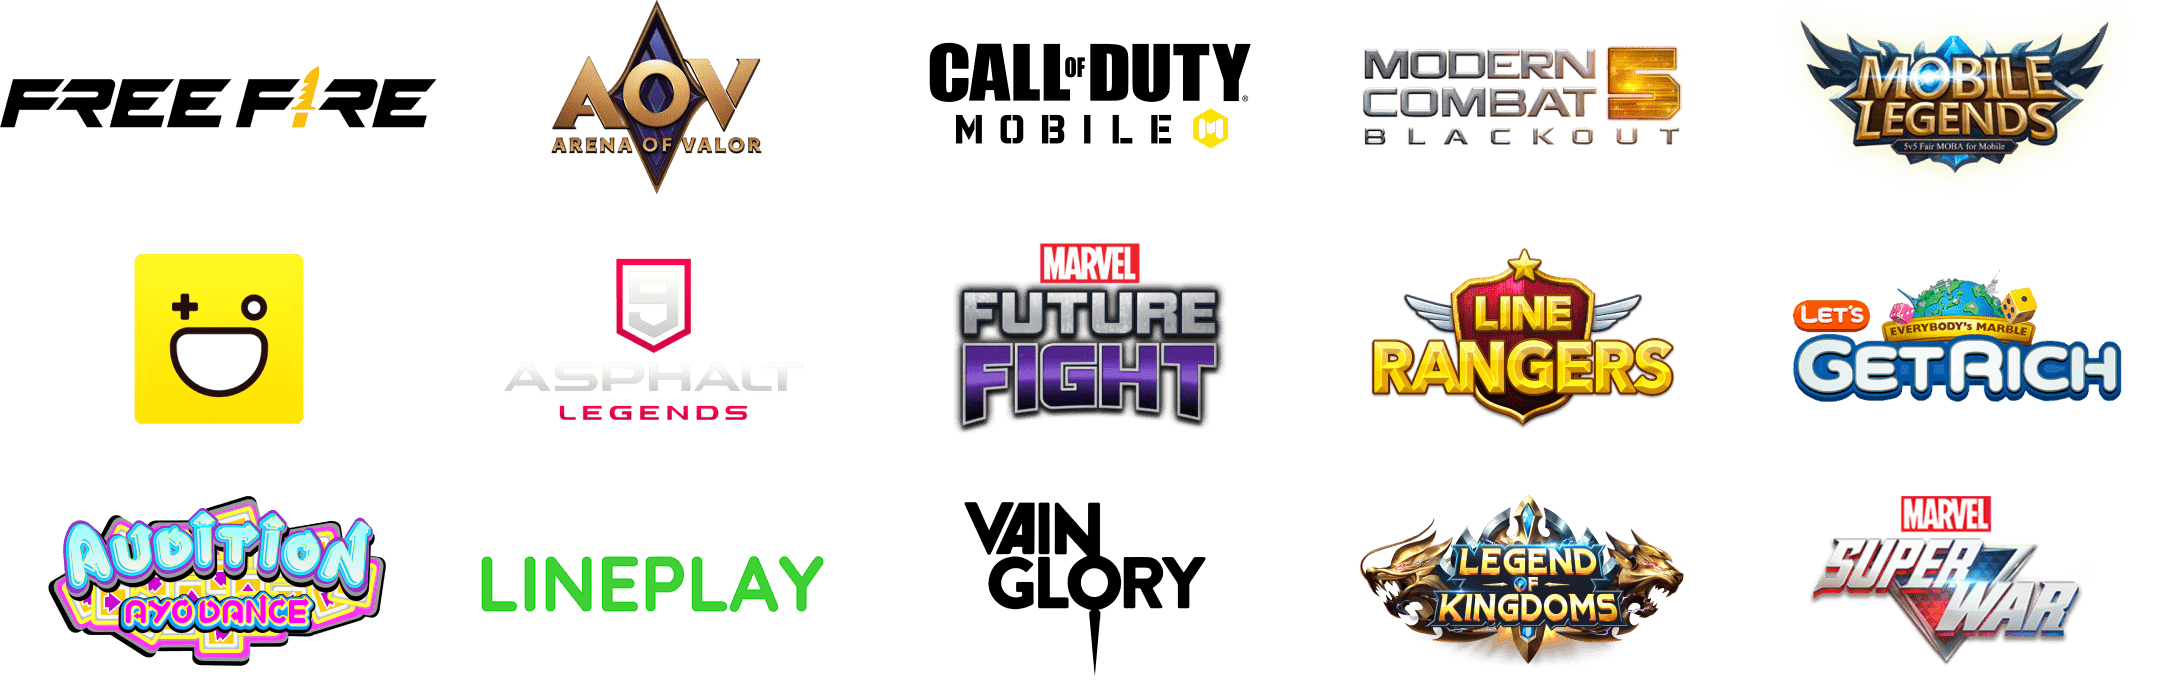 FREE FIRE
AOV
ARENA OF VALOR
CALL OF DUTY®
MOBILE
MODERN
COMBAT 5
BLACKOUT
MOBILE
LEGENDS
5v5 Fair MOBA for Mobile
9
ASPHALT
LEGENDS
MARVEL
FUTURE
FIGHT
LINE
RANGERS
LET'S
EVERYBODY'S MARBLE
GET RICH
AUDITION
AYODANCE
LINEPLAY
VAIN
GLORY
LEGEND
OF
KINGDOMS
MARVEL
SUPER
WAR